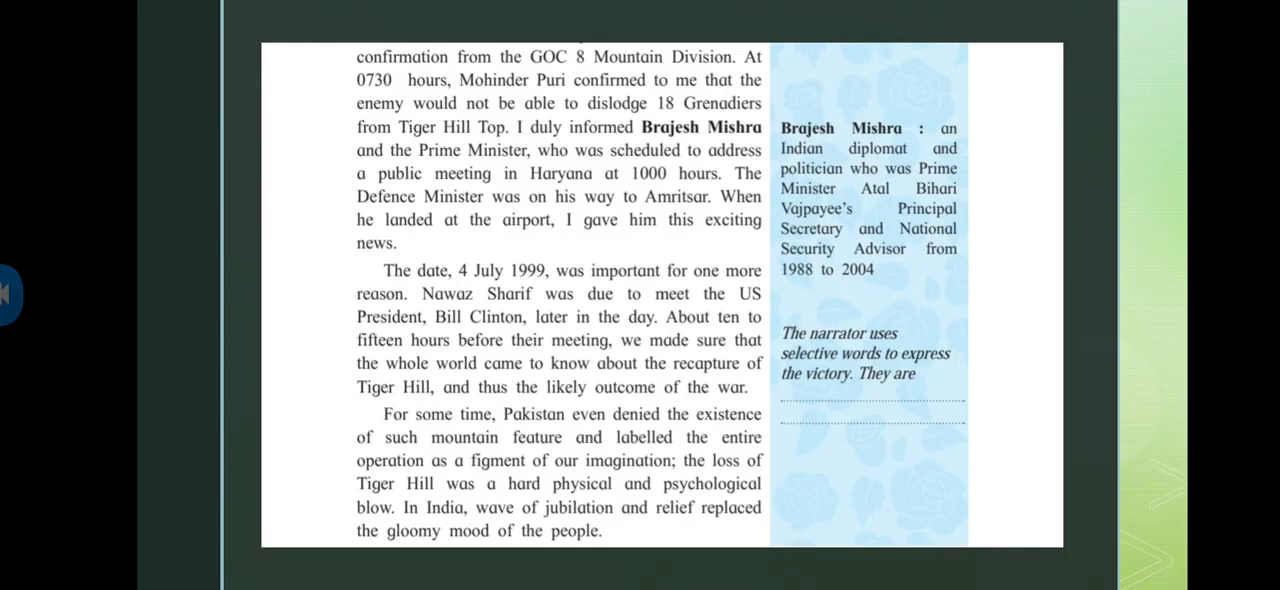 confirmation from the GOC 8 Mountain Division. At
0730 hours, Mohinder Puri confirmed to me that the
enemy would not be able to dislodge 18 Grenadiers
from Tiger Hill Top. I duly informed Brajesh Mishra
and the Prime Minister, who was scheduled to address
a public meeting in Haryana at 1000 hours. The
Defence Minister was on his way to Amritsar. When
he landed at the airport, I gave him this exciting
news.
The date, 4 July 1999, was important for one more
reason. Nawaz Sharif was due to meet the US
President, Bill Clinton, later in the day. About ten to
fifteen hours before their meeting, we made sure that
the whole world came to know about the recapture of
Tiger Hill, and thus the likely outcome of the war.
For some time, Pakistan even denied the existence
of such mountain feature and labelled the entire
operation as a figment of our imagination; the loss of
Tiger Hill was a hard physical and psychological
blow. In India, wave of jubilation and relief replaced
the gloomy mood of the people.
Brajesh Mishra : an
Indian diplomat and
politician who was Prime
Minister Atal Bihari
Vajpayee's Principal
Secretary and National
Security Advisor from
1988 to 2004
The narrator uses
selective words to express
the victory. They are